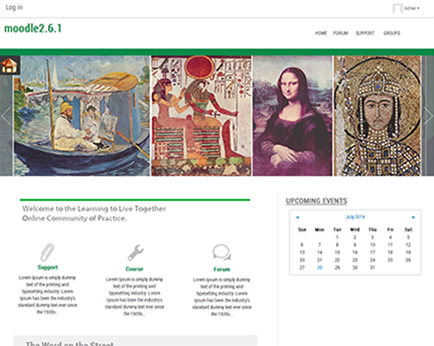 Log in
Admin
moodle2.6.1
HOME FORUM SUPPORT GROUPS
Welcome to the Learning to Live Together
Online Community of Practice.
Support
Lorem Ipsum is simply dummy
text of the printing and
typesetting industry. Lorem
Ipsum has been the industry's
standard dummy text ever since
the 1500s...
Course
Lorem Ipsum is simply dummy
text of the printing and
typesetting industry. Lorem
Ipsum has been the industry's
standard dummy text ever since
the 1500s...
Forum
Lorem Ipsum is simply dummy
text of the printing and
typesetting industry. Lorem
Ipsum has been the industry's
standard dummy text ever since
the 1500s...
UPCOMING EVENTS
July 2014
Sun Mon Tue Wed Thu Fri Sat
1 2 3 4 5
6 7 8 9 10 11 12
13 14 15 16 17 18 19
20 21 22 23 24 25 26
27 28 29 30 31
The Word on the Street